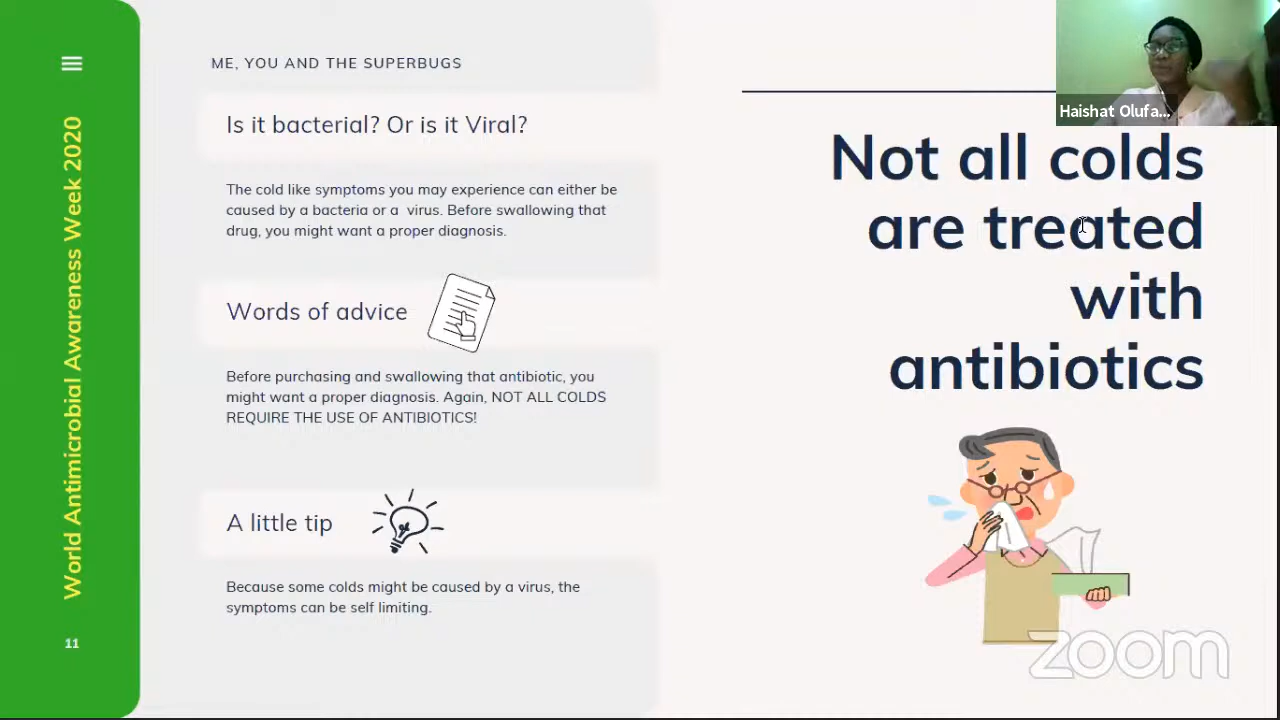 World Antimicrobial Awareness Week 2020
11
ME, YOU AND THE SUPERBUGS
Is it bacterial? Or is it Viral?
The cold like symptoms you may experience can either be
caused by a bacteria or a virus. Before swallowing that
drug, you might want a proper diagnosis.
Words of advice
Before purchasing and swallowing that antibiotic, you
might want a proper diagnosis. Again, NOT ALL COLDS
REQUIRE THE USE OF ANTIBIOTICS!
A little tip
Because some colds might be caused by a virus, the
symptoms can be self limiting.
Haishat Olufa...
Not all colds
are treated
with
antibiotics
zoom